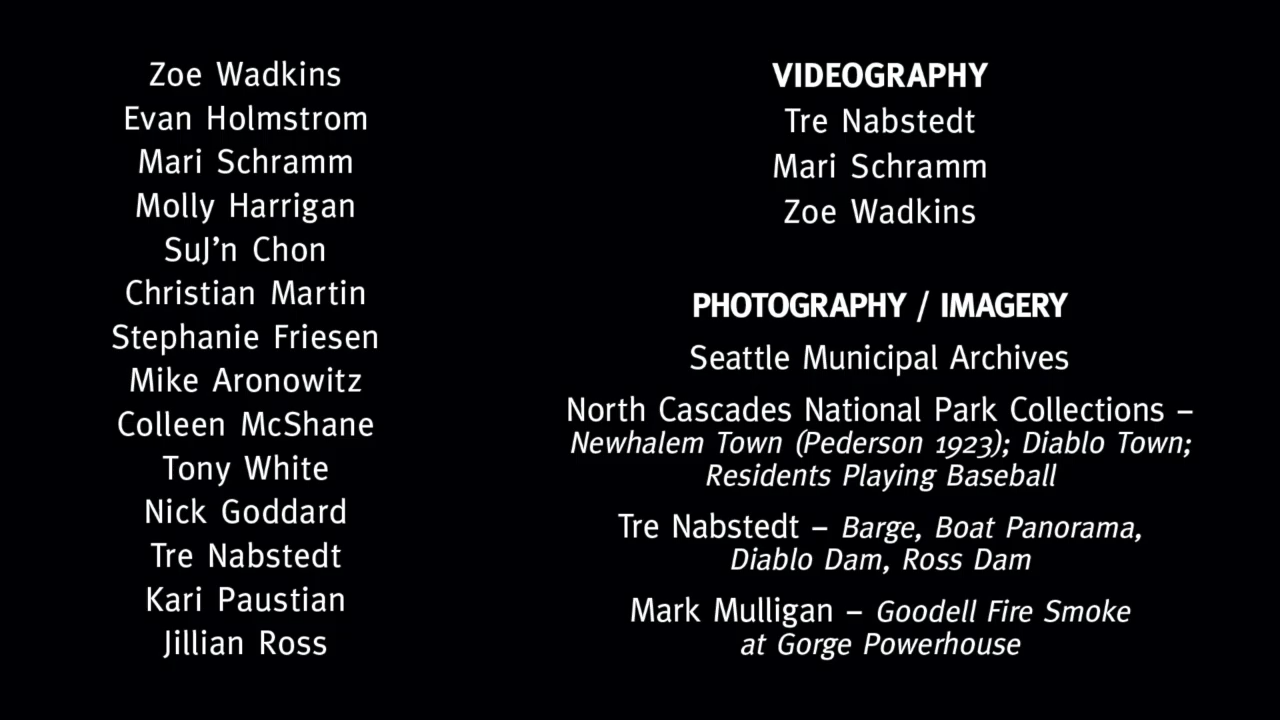 Zoe Wadkins
Evan Holmstrom
Mari Schramm
Molly Harrigan
SuJ’n Chon
Christian Martin
Stephanie Friesen
Mike Aronowitz
Colleen McShane
Tony White
Nick Goddard
Tre Nabstedt
Kari Paustian
Jillian Ross
VIDEOGRAPHY
Tre Nabstedt
Mari Schramm
Zoe Wadkins
PHOTOGRAPHY / IMAGERY
Seattle Municipal Archives
North Cascades National Park Collections –
Newhalem Town (Pederson 1923); Diablo Town;
Residents Playing Baseball
Tre Nabstedt – Barge, Boat Panorama,
Diablo Dam, Ross Dam
Mark Mulligan – Goodell Fire Smoke
at Gorge Powerhouse